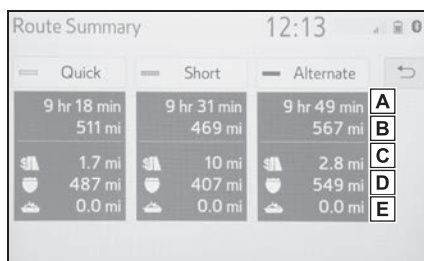 Route Summary 12:13 0
Quick Short Alternate
9 hr 18 min 9 hr 31 min 9 hr 49 min A
511 mi 469 mi 567 mi B
1.7 mi 10 mi 2.8 mi C
487 mi 407 mi 549 mi D
0.0 mi 0.0 mi 0.0 mi E